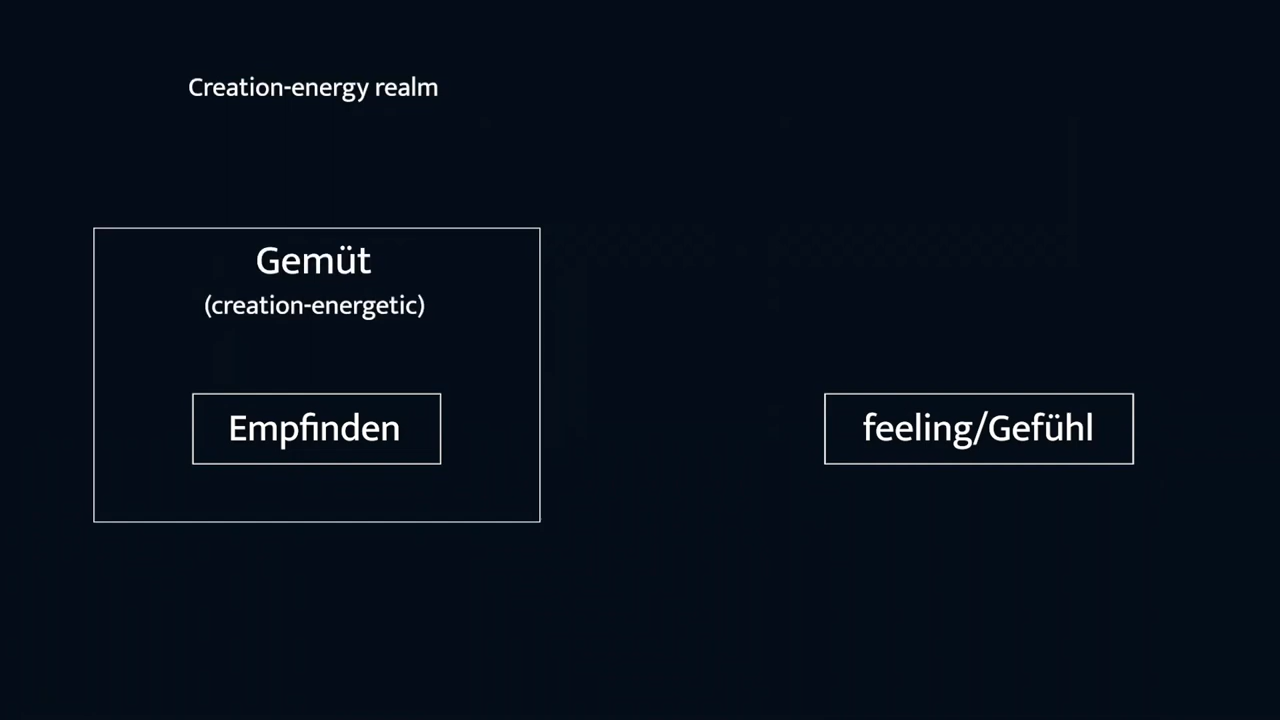 Creation-energy realm
Gemüt
(creation-energetic)
Empfinden
feeling/Gefühl